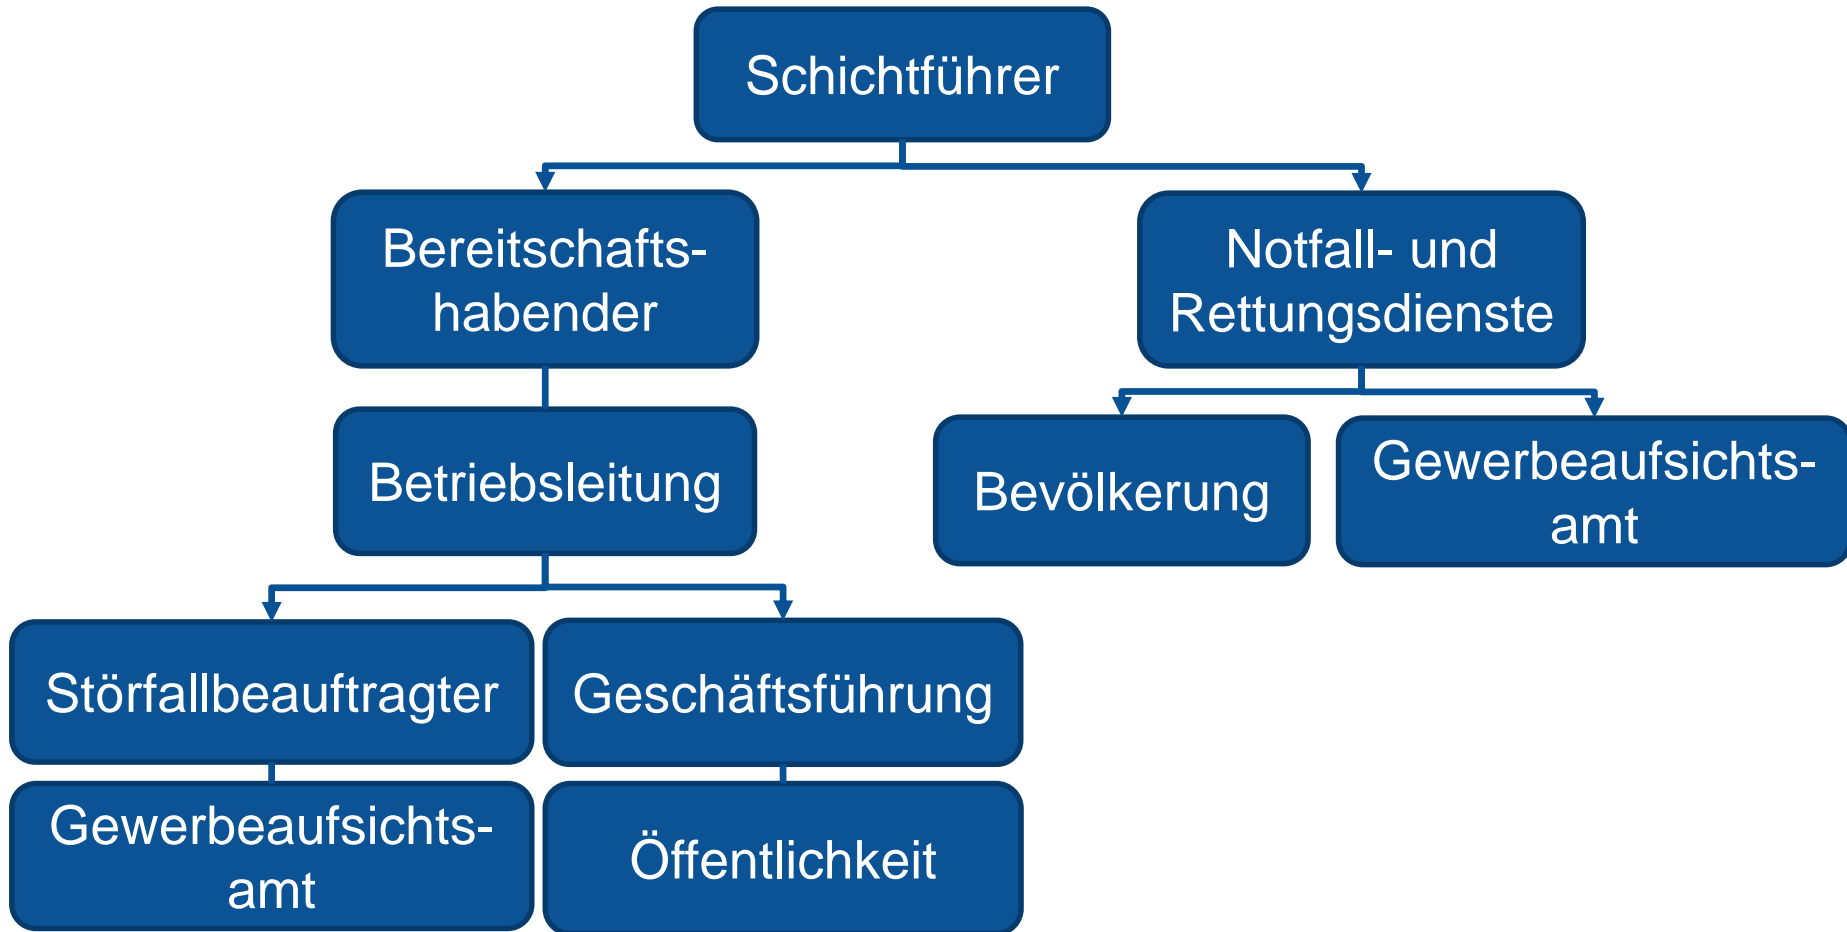 Schichtführer
Bereitschafts-
habender
Notfall- und
Rettungsdienste
Betriebsleitung
Bevölkerung
Gewerbeaufsichts-
amt
Störfallbeauftragter
Geschäftsführung
Gewerbeaufsichts-
amt
Öffentlichkeit